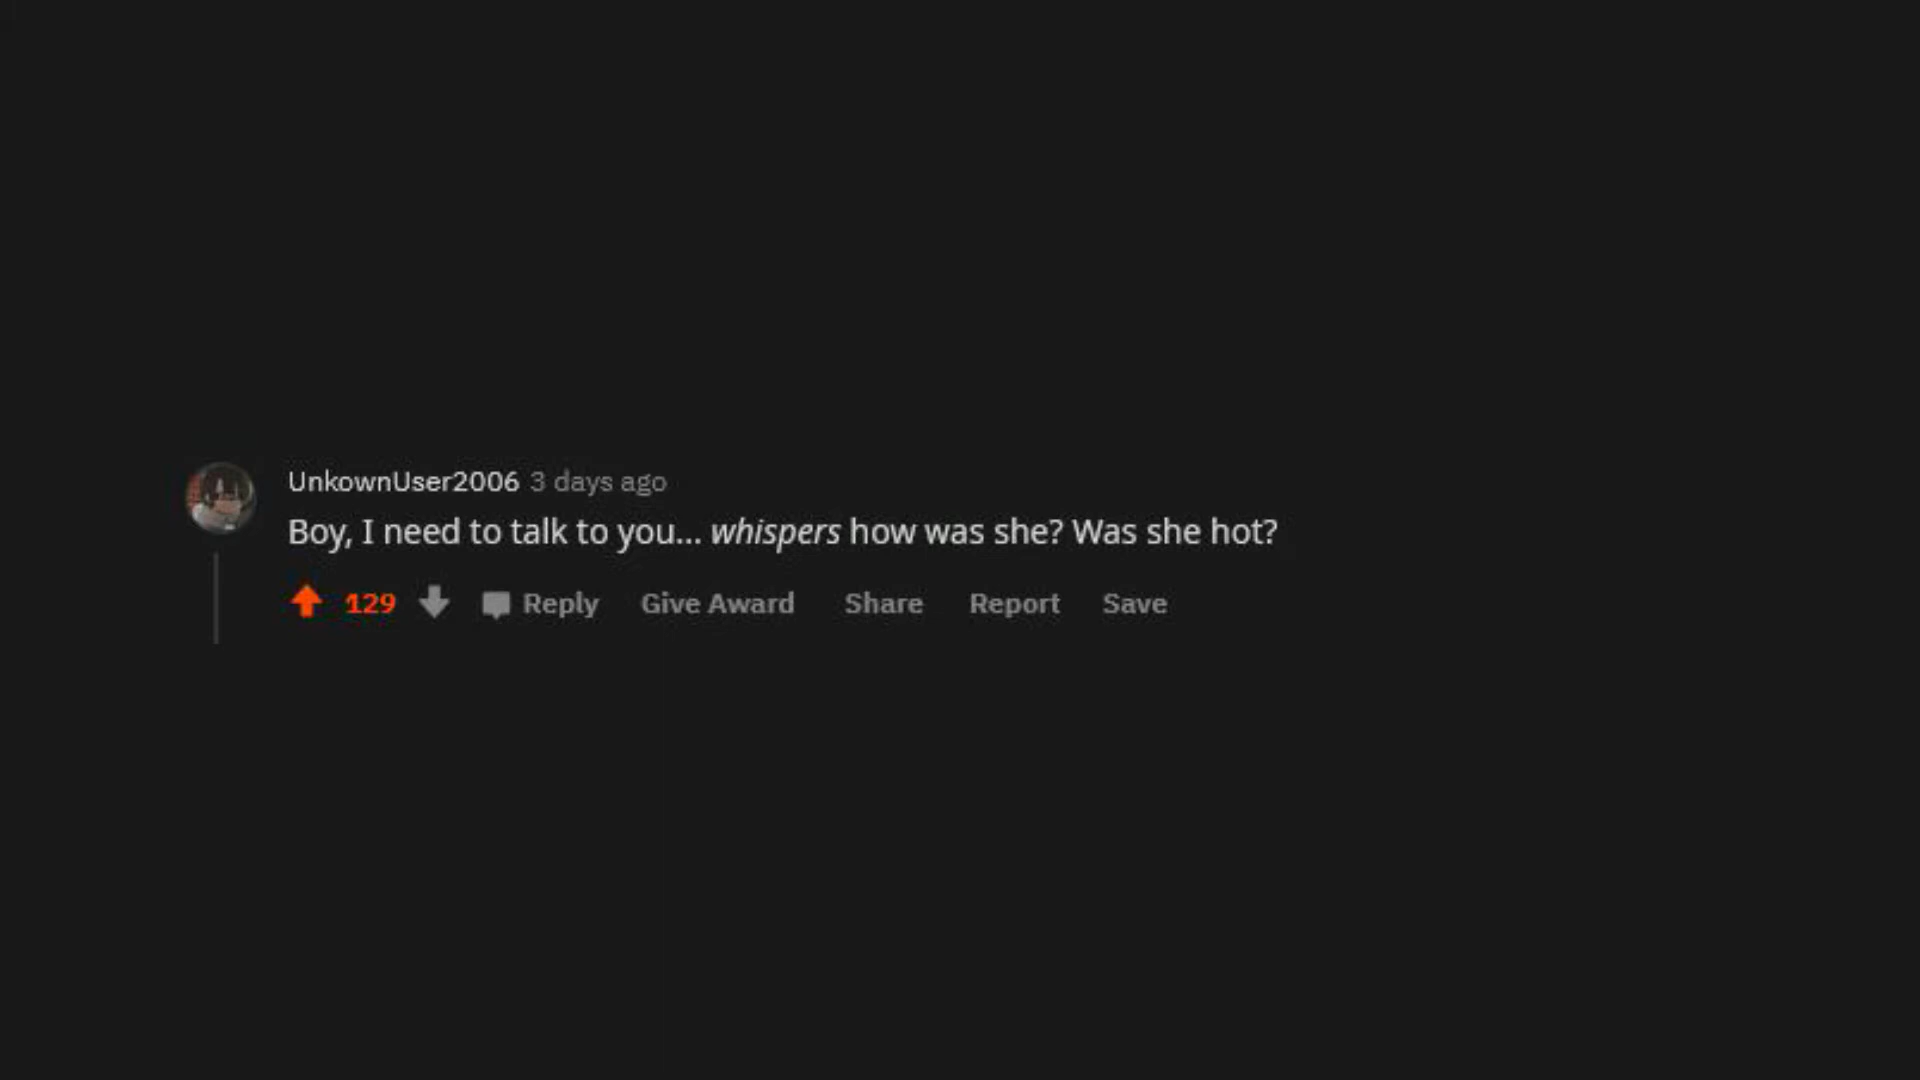 UnkownUser2006 3 days ago
Boy, I need to talk to you... whispers how was she? Was she hot?
129 Reply Give Award Share Report Save